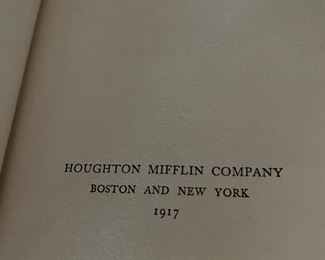 HOUGHTON MIFFLIN COMPANY
BOSTON AND NEW YORK
1917